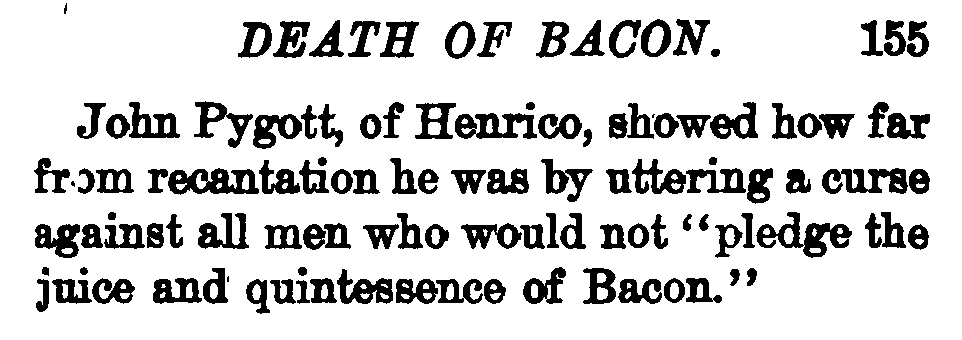 DEATH OF BACON. 155
John Pygott, of Henrico, showed how far
from recantation he was by uttering a curse
against all men who would not “pledge the
juice and quintessence of Bacon.”